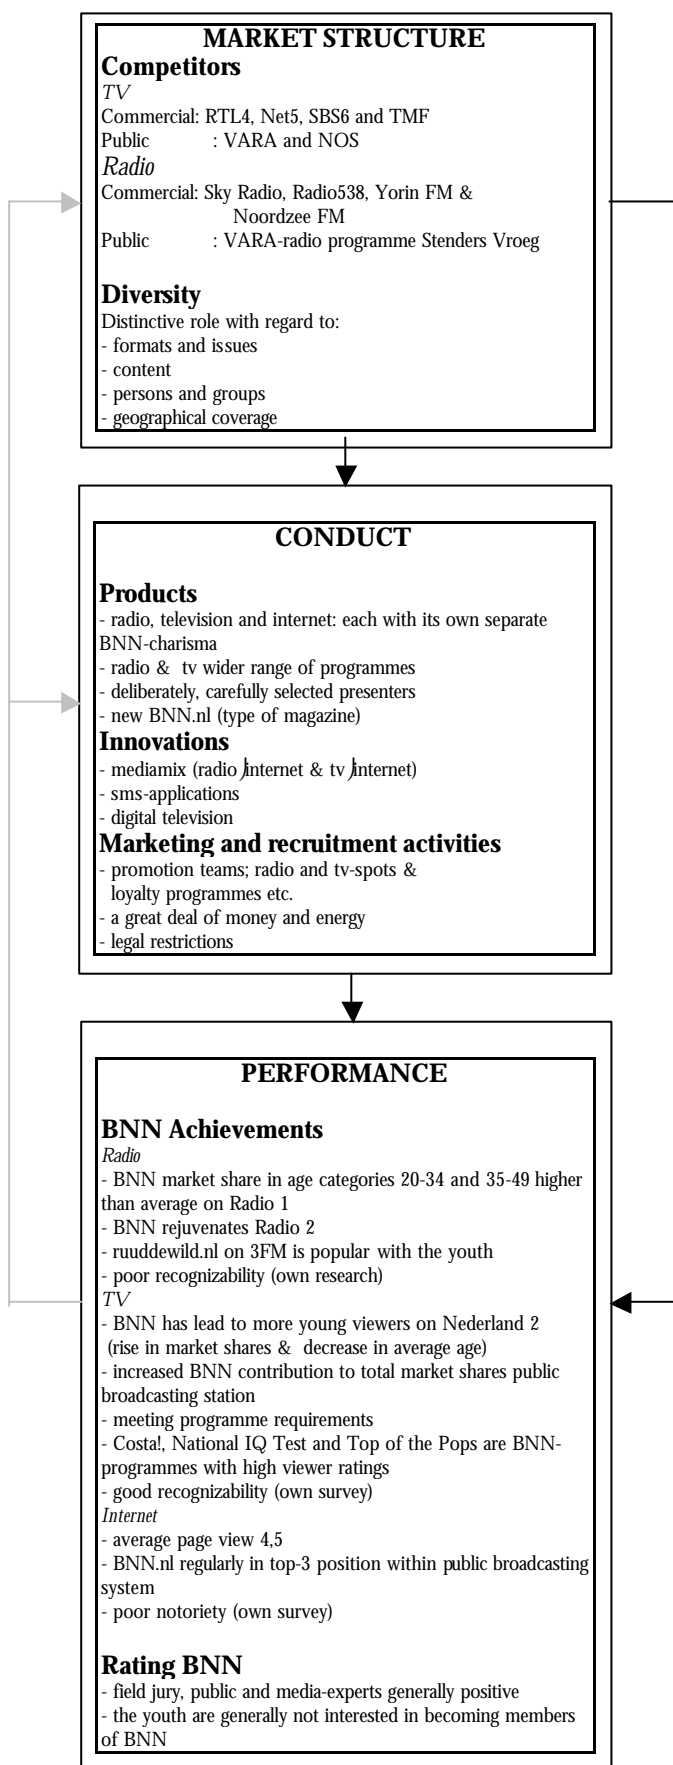 MARKET STRUCTURE
Competitors
TV
Commercial: RTL4, Net5, SBS6 and TMF
Public : VARA and NOS
Radio
Commercial: Sky Radio, Radio538, Yorin FM &
Noordzee FM
Public : VARA-radio programme Stenders Vroeg
Diversity
Distinctive role with regard to:
- formats and issues
- content
- persons and groups
- geographical coverage
CONDUCT
Products
- radio, television and internet: each with its own separate
BNN-charisma
- radio & tv wider range of programmes
- deliberately, carefully selected presenters
- new BNN.nl (type of magazine)
Innovations
- mediamix (radio/internet & tv/internet)
- sms-applications
- digital television
Marketing and recruitment activities
- promotion teams; radio and tv-spots &
loyalty programmes etc.
- a great deal of money and energy
- legal restrictions
PERFORMANCE
BNN Achievements
Radio
- BNN market share in age categories 20-34 and 35-49 higher
than average on Radio 1
- BNN rejuvenates Radio 2
- ruuddewild.nl on 3FM is popular with the youth
- poor recognizability (own research)
TV
- BNN has lead to more young viewers on Nederland 2
(rise in market shares & decrease in average age)
- increased BNN contribution to total market shares public
broadcasting station
- meeting programme requirements
- Costa!, National IQ Test and Top of the Pops are BNN-
programmes with high viewer ratings
- good recognizability (own survey)
Internet
- average page view 4,5
- BNN.nl regularly in top-3 position within public broadcasting
system
- poor notoriety (own survey)
Rating BNN
- field jury, public and media-experts generally positive
- the youth are generally not interested in becoming members
of BNN